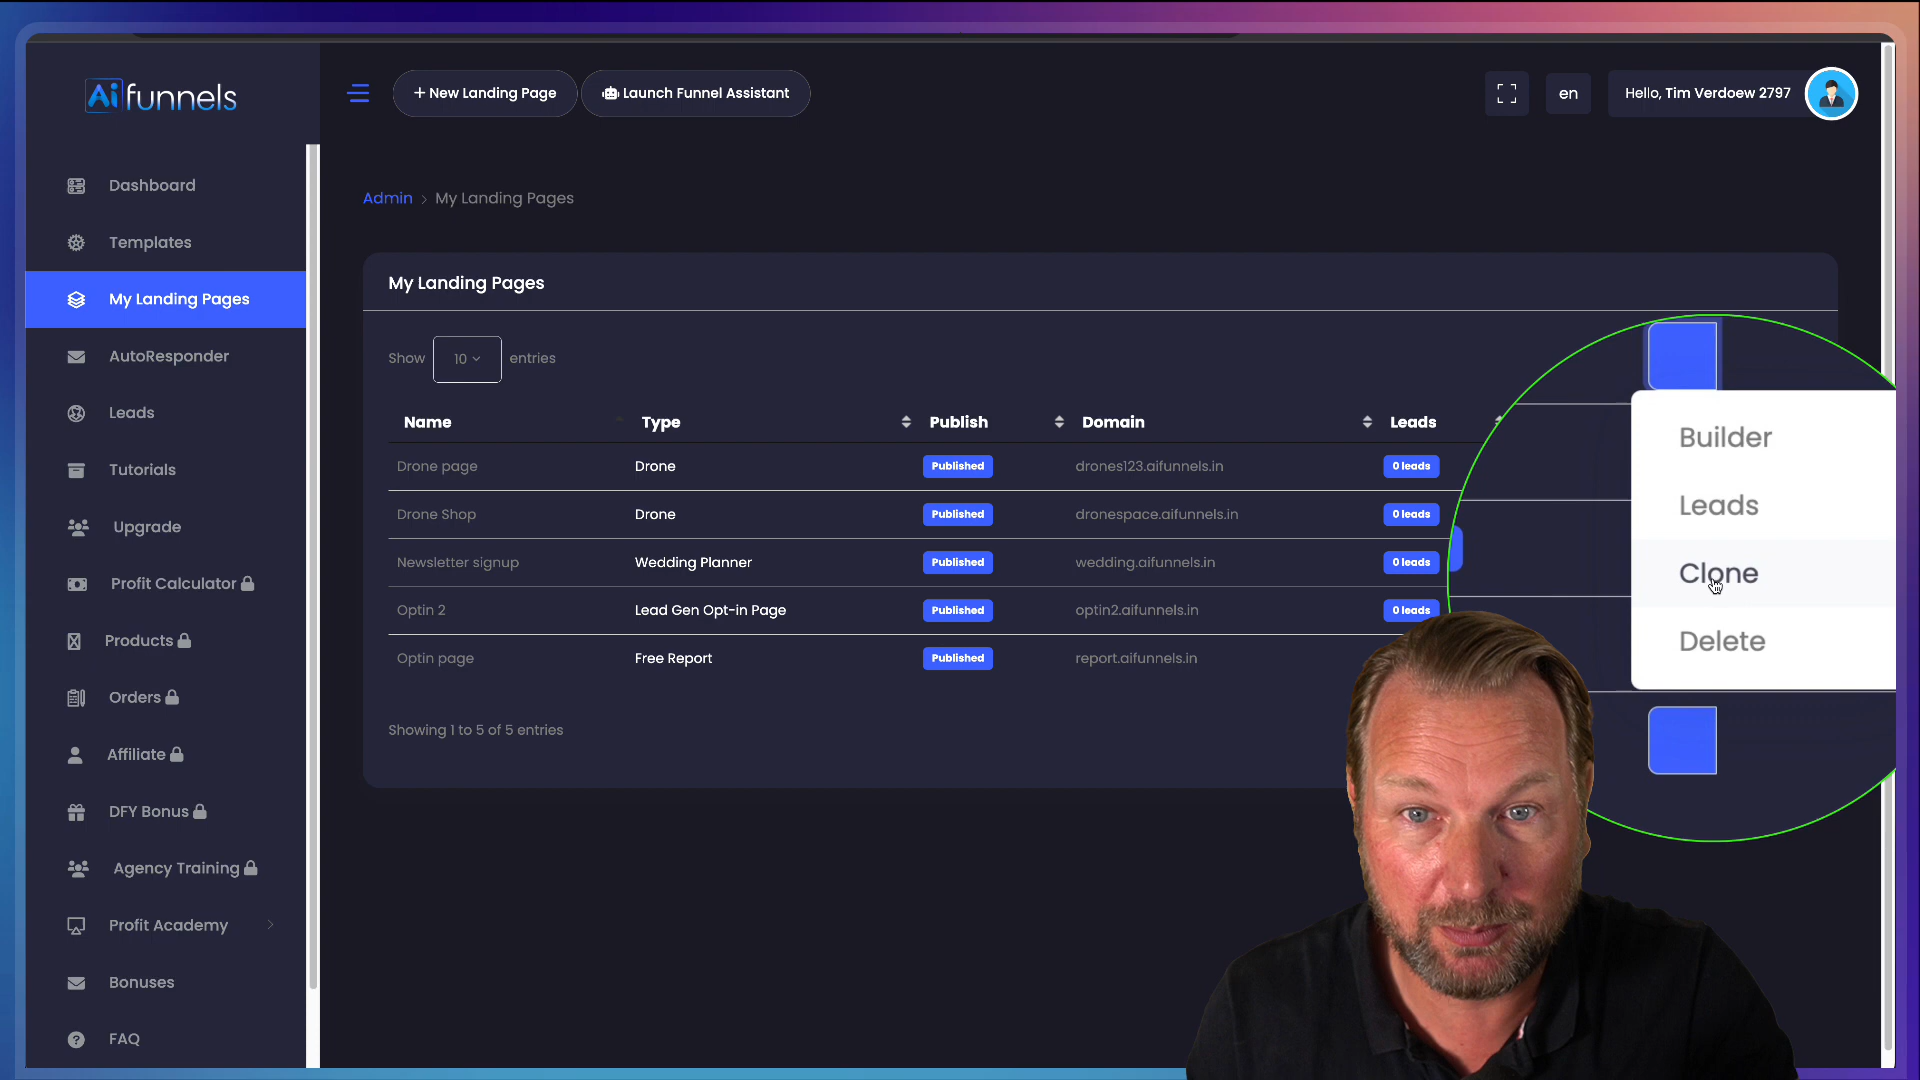 Aifunnels
+ New Landing Page
Launch Funnel Assistant
en
Hello, Tim Verdoew 2797
Dashboard
Templates
My Landing Pages
AutoResponder
Leads
Tutorials
Upgrade
Profit Calculator
Products
Orders
Affiliate
DFY Bonus
Agency Training
Profit Academy
Bonuses
FAQ
Admin > My Landing Pages
My Landing Pages
Show 10 entries
Name Type Publish Domain Leads
Drone page Drone Published drones123.aifunnels.in 0 leads
Drone Shop Drone Published dronespace.aifunnels.in 0 leads
Newsletter signup Wedding Planner Published wedding.aifunnels.in 0 leads
Optin 2 Lead Gen Opt-in Page Published optin2.aifunnels.in 0 leads
Optin page Free Report Published report.aifunnels.in
Showing 1 to 5 of 5 entries
Builder
Leads
Clone
Delete